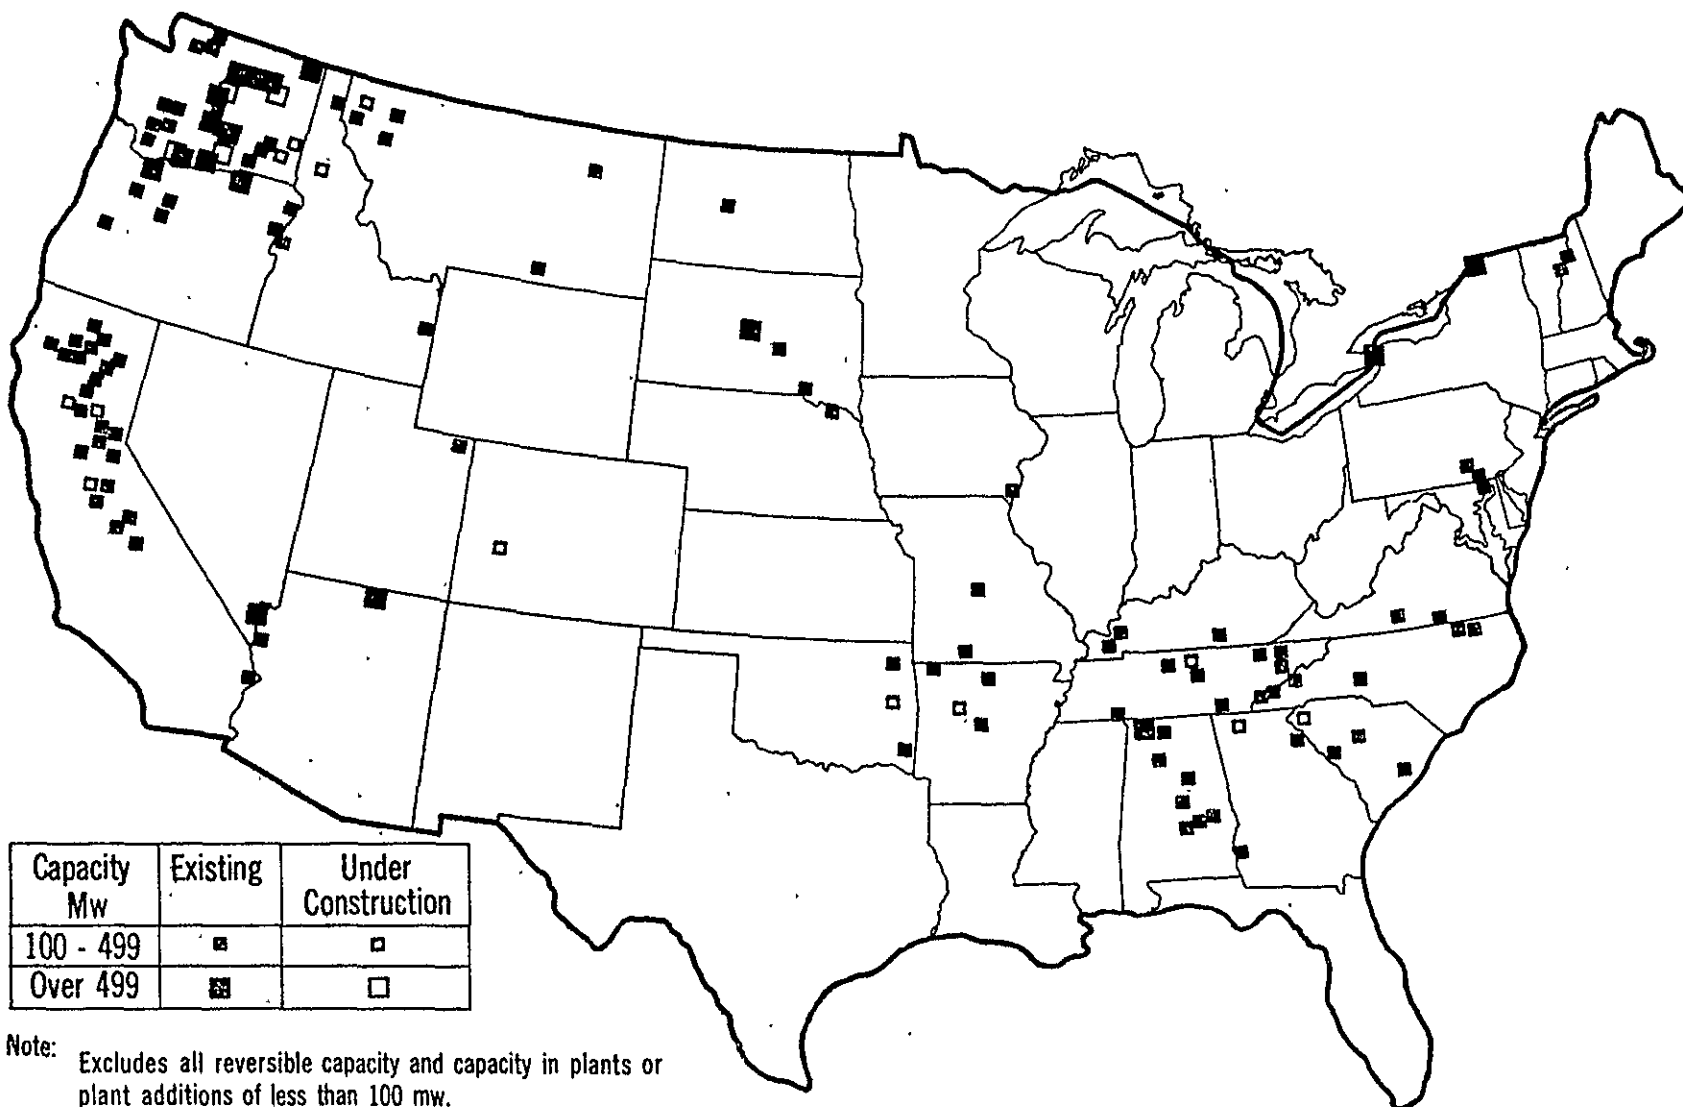 Capacity Mw Existing Under Construction
100 - 499
Over 499
Note: Excludes all reversible capacity and capacity in plants or
plant additions of less than 100 mw.